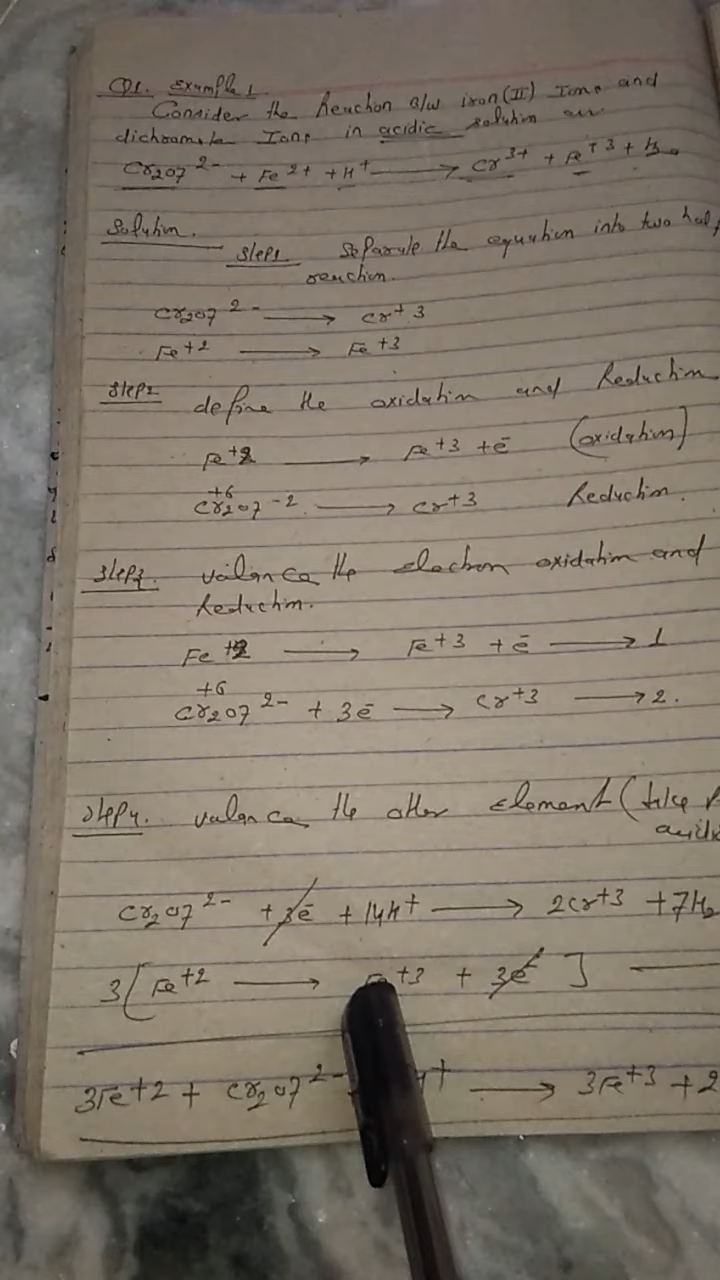 Q1. Example 1
Consider the Reaction B/w iron (II) Ions and
dichromate Ions in acidic solution are
Cr2O7 2- + Fe 2+ + H+ ⟶ Cr3+ + Fe+3 + H2
Solution.
Step1 Separate the equation into two half
reaction.
Cr2O7 2- ⟶ Cr+3
Fe+2 ⟶ Fe+3
Step2 define the oxidation and Reduction
Fe+2 ⟶ Fe+3 + ē (oxidation)
+6
Cr2O7 -2 ⟶ Cr+3 Reduction.
Step3. valance the electron oxidation and
Reduction.
Fe+2 ⟶ Fe+3 + ē ⟶ 1
+6
Cr2O7 2- + 3ē ⟶ Cr+3 ⟶ 2.
Step4. valance the other element (take
acidic
Cr2O7 2- + 3ē + 14H+ ⟶ 2Cr+3 + 7H2
3[Fe+2 ⟶ Fe+3 + 3ē ]
3Fe+2 + Cr2O7 2- H+ ⟶ 3Fe+3 + 2